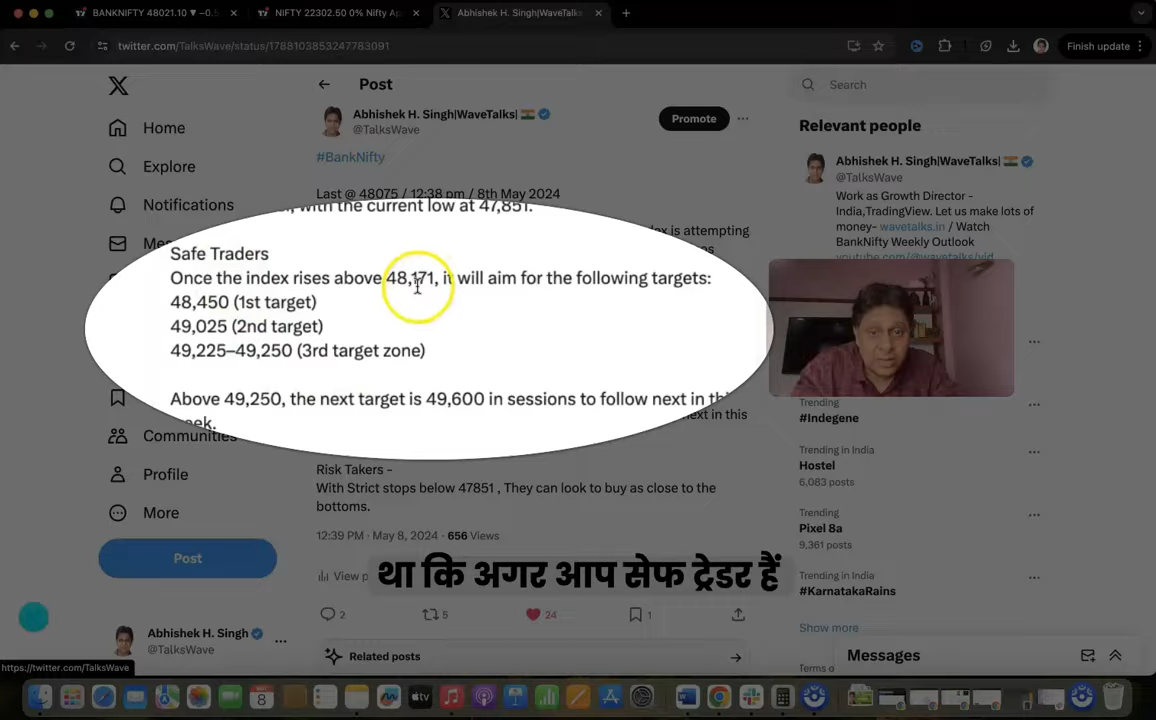 BANKNIFTY 48021.10 ▼ −0.5
NIFTY 22302.50 0% Nifty Ap
Abhishek H. Singh|WaveTalks
twitter.com/TalksWave/status/1788103853247783091
Finish update
Post
Search
Abhishek H. Singh|WaveTalks|
@TalksWave
Promote
#BankNifty
Last @ 48075 / 12:38 pm / 8th May 2024
with the current low at 47,851.
Safe Traders
Once the index rises above 48,171, it will aim for the following targets:
48,450 (1st target)
49,025 (2nd target)
49,225–49,250 (3rd target zone)
Above 49,250, the next target is 49,600 in sessions to follow next in
Risk Takers -
With Strict stops below 47851 , They can look to buy as close to the
bottoms.
12:39 PM · May 8, 2024 · 656 Views
2
5
24
1
Related posts
Home
Explore
Notifications
Communities
Profile
More
Post
Abhishek H. Singh
@TalksWave
https://twitter.com/TalksWave
Relevant people
Abhishek H. Singh|WaveTalks|
@TalksWave
Work as Growth Director -
India,TradingView. Let us make lots of
money- wavetalks.in / Watch
BankNifty Weekly Outlook
youtube.com/@wavetalks/vid
Trending
#Indegene
Trending in India
Hostel
6,083 posts
Trending
Pixel 8a
9,361 posts
Trending in India
#KarnatakaRains
Show more
Messages
था कि अगर आप सेफ ट्रेडर हैं